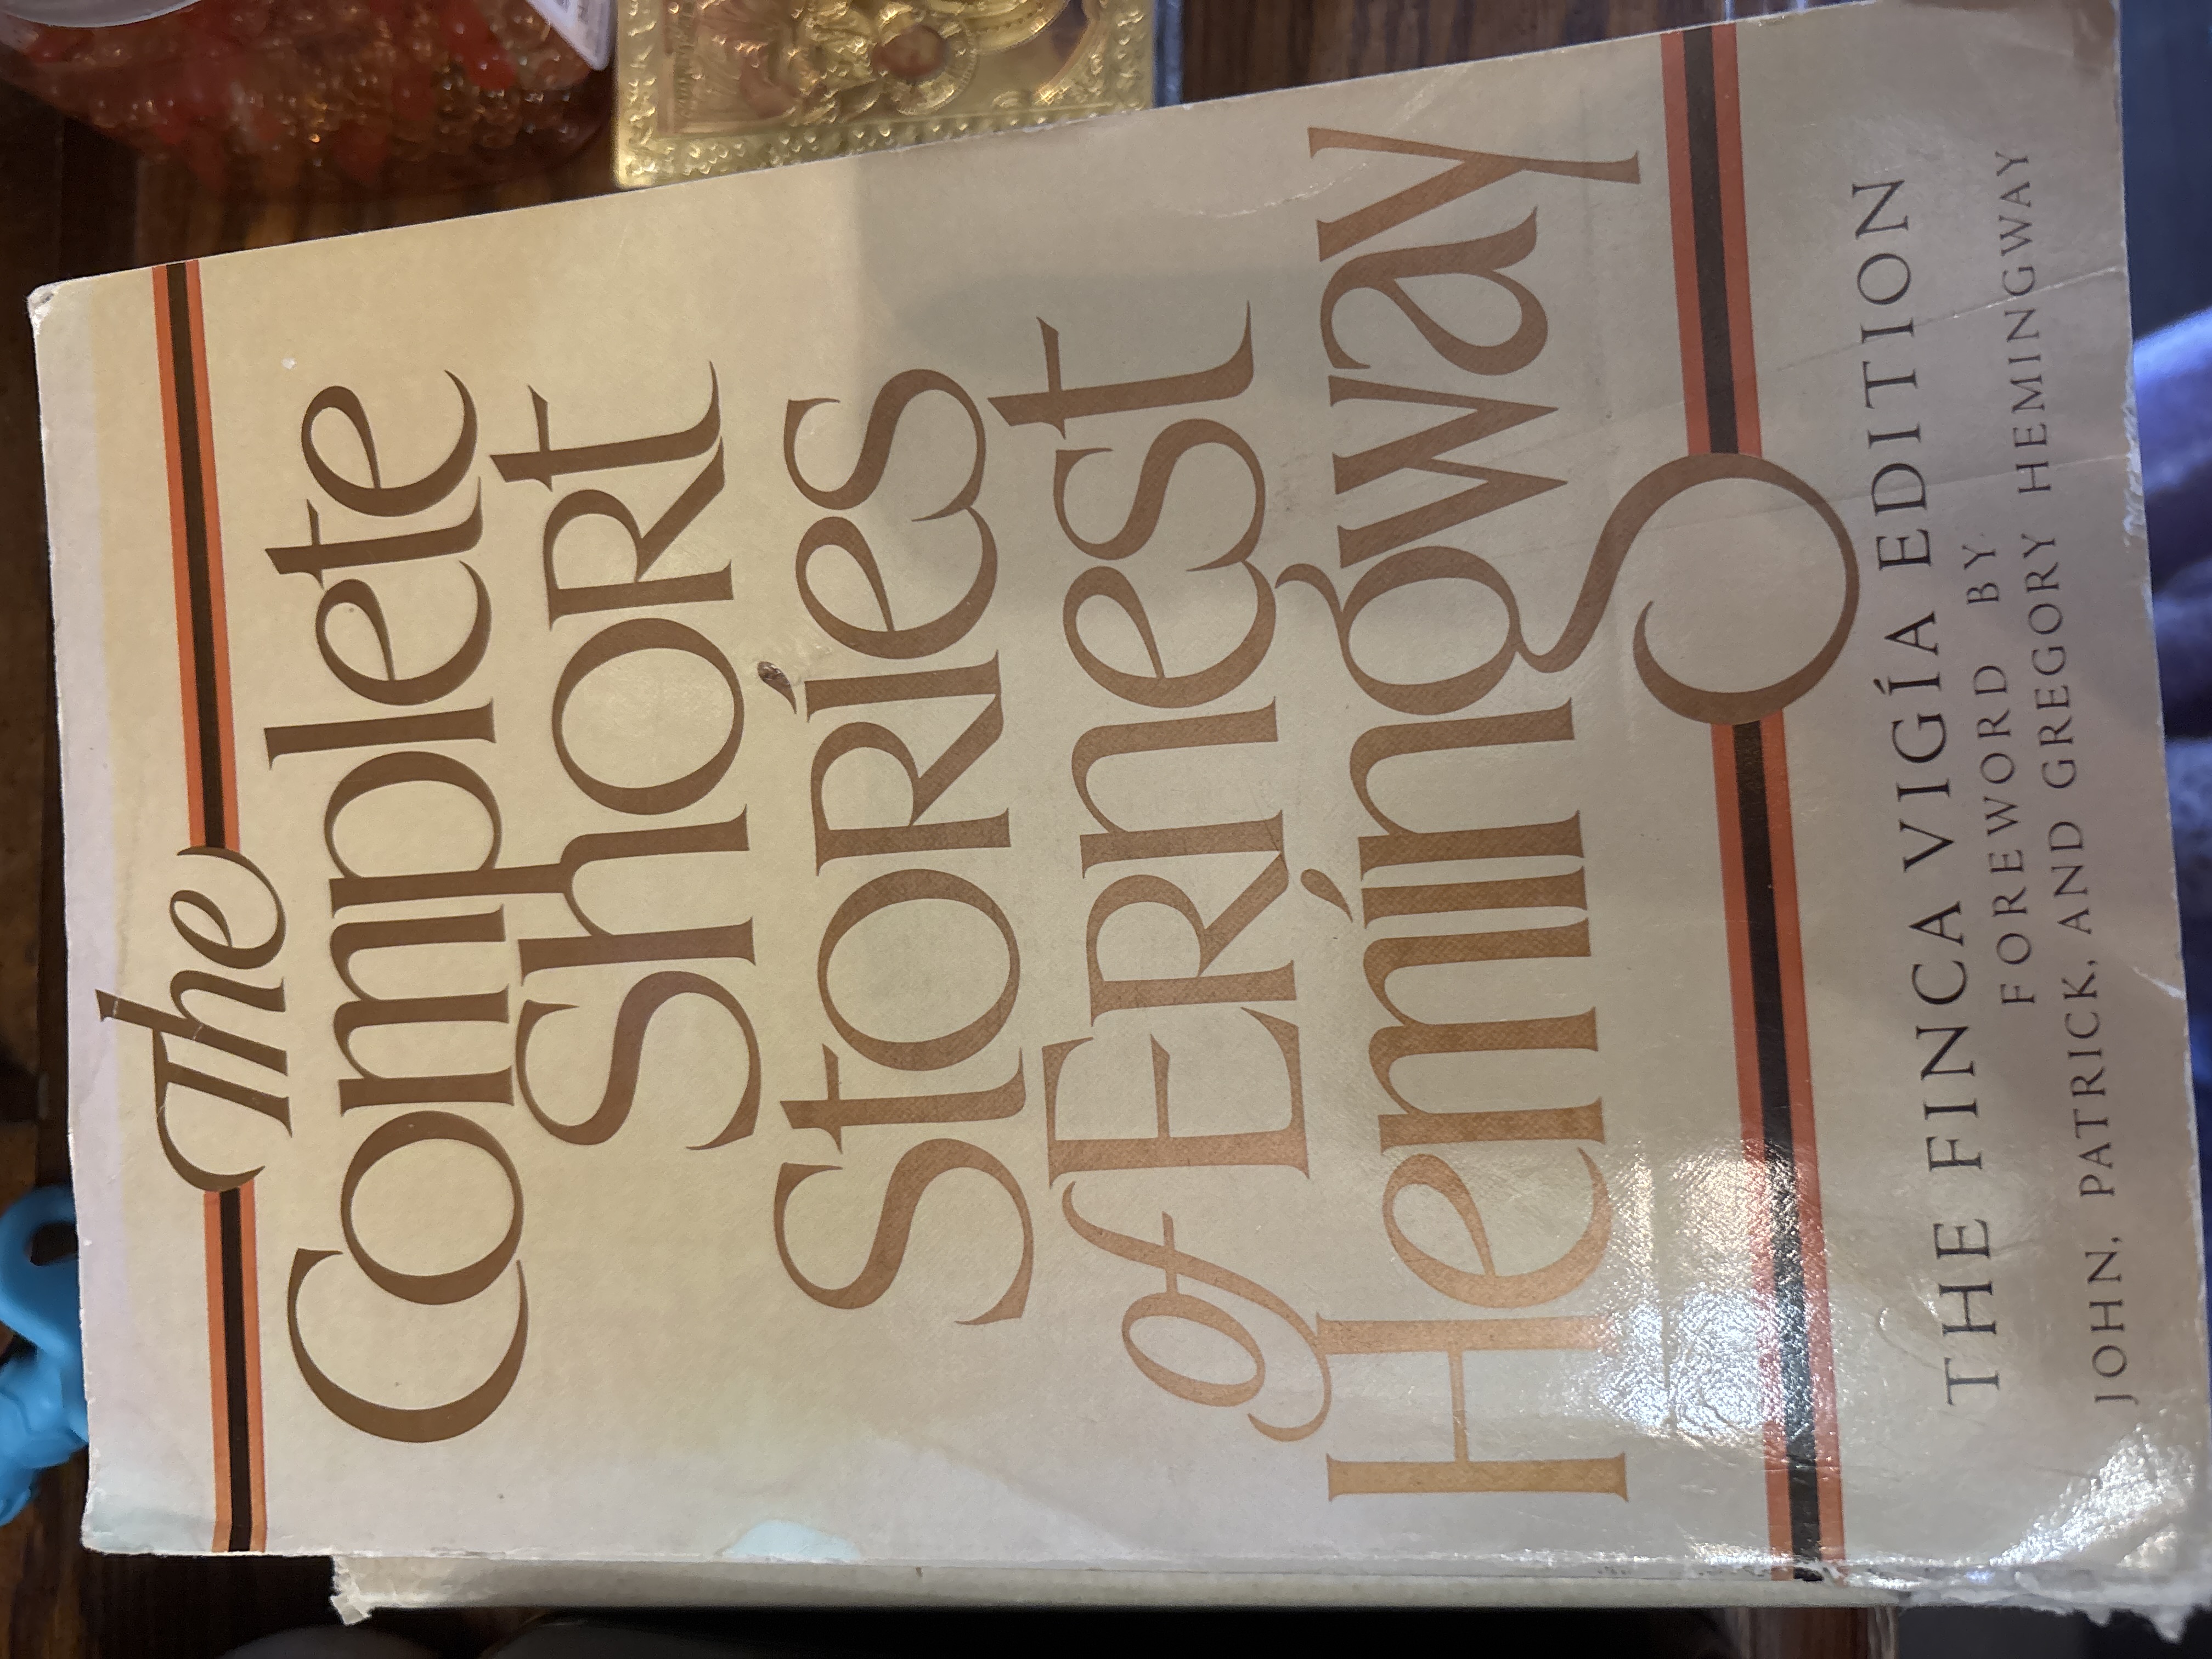 The
Complete
Short
Stories
of Ernest
Hemingway
THE FINCA VIGÍA EDITION
FOREWORD BY
JOHN, PATRICK, AND GREGORY HEMINGWAY